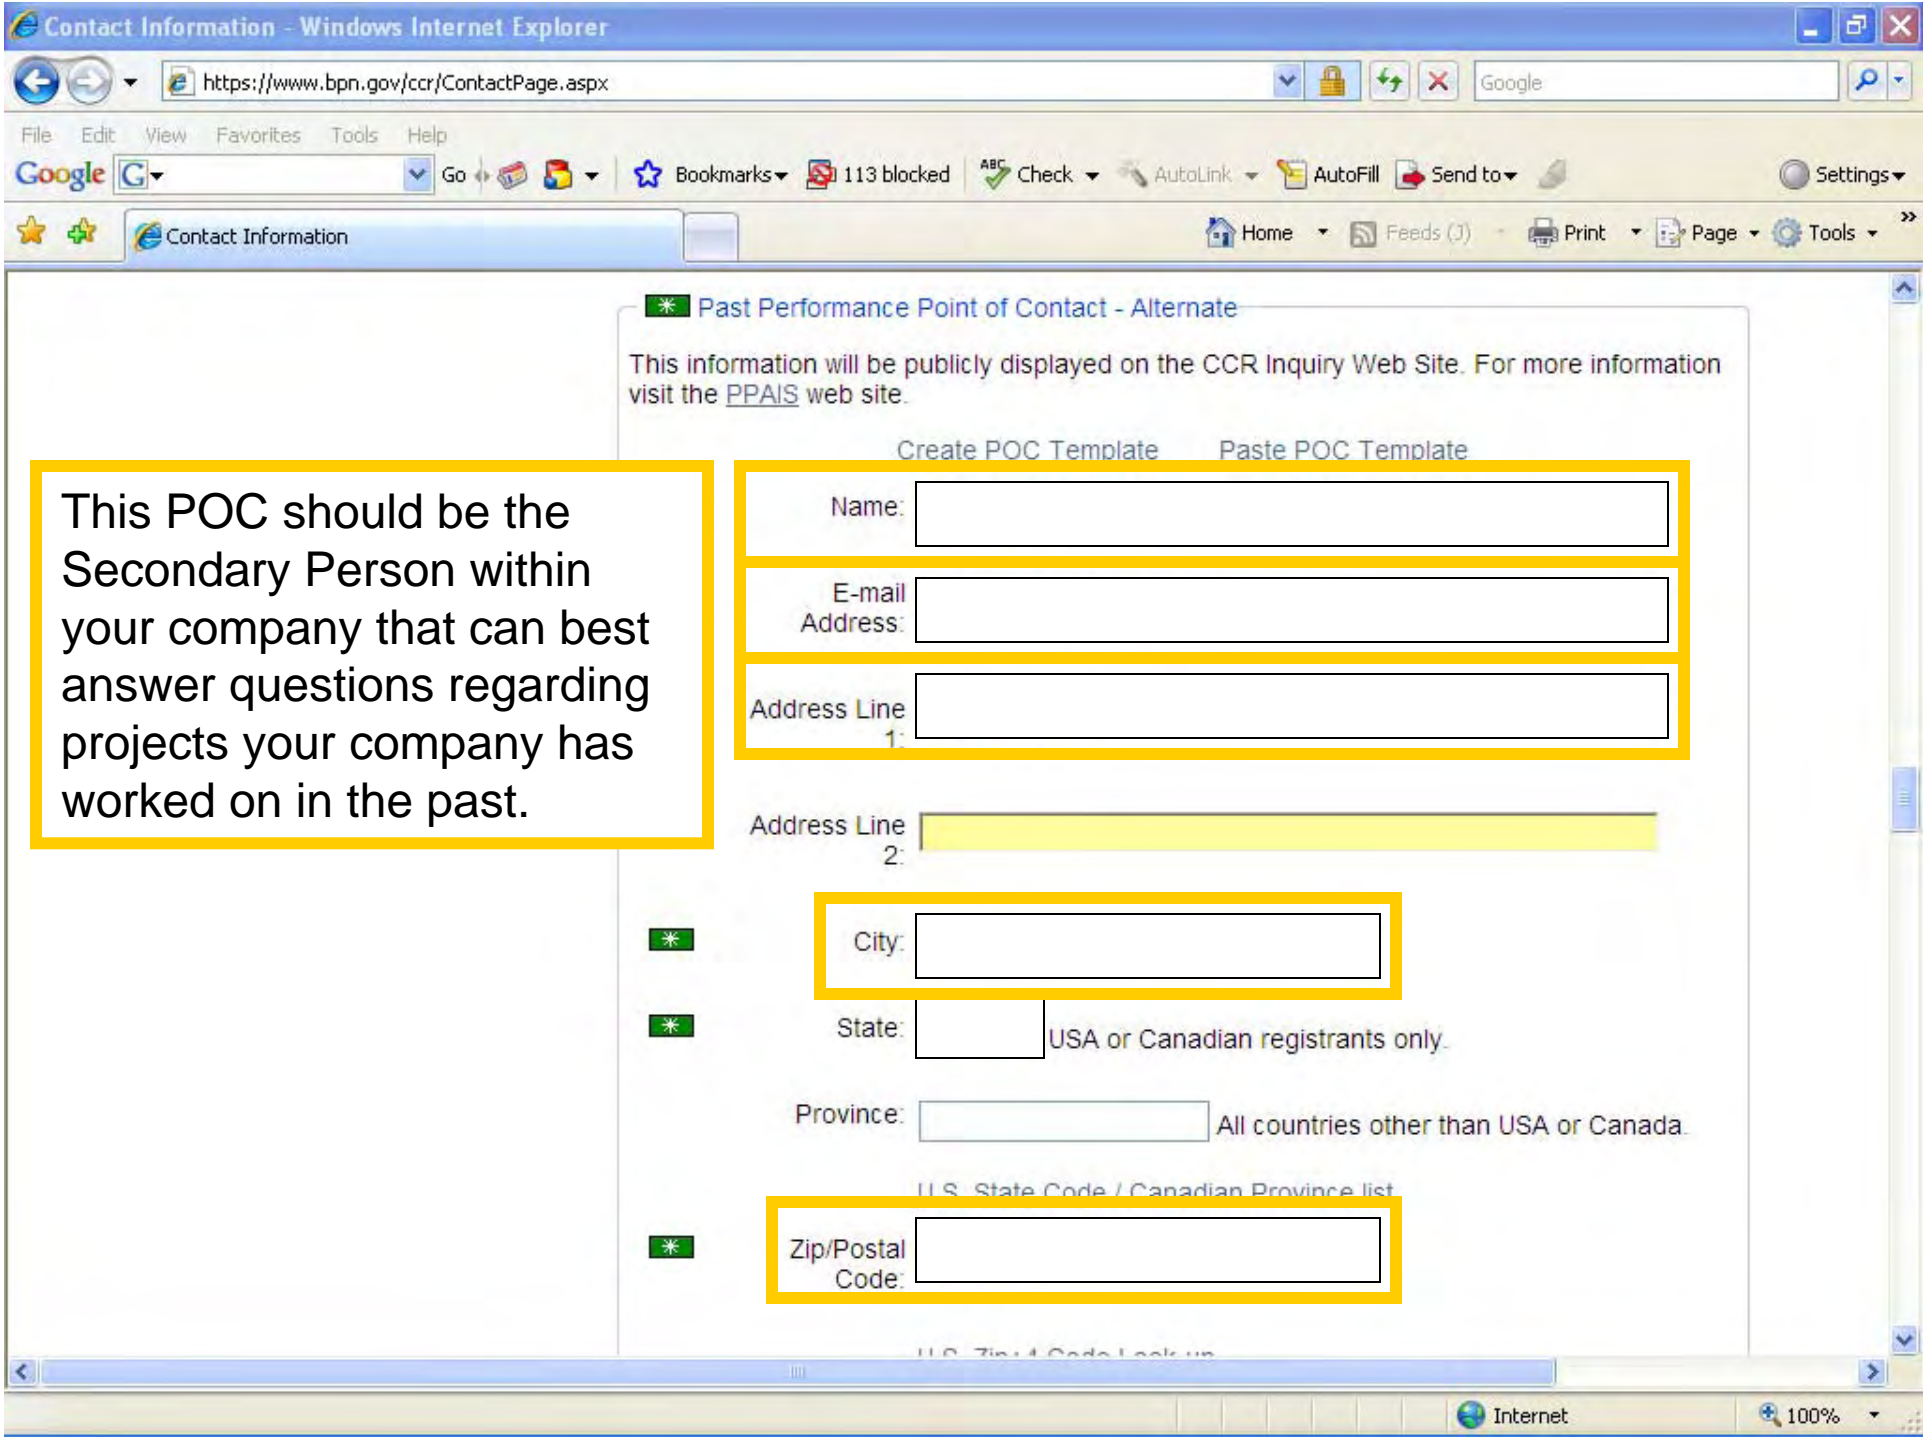 Contact Information - Windows Internet Explorer
https://www.bpn.gov/ccr/ContactPage.aspx
Google
File Edit View Favorites Tools Help
Google G Go Bookmarks 113 blocked ABC Check AutoLink AutoFill Send to Settings
Contact Information
Home Feeds (J) Print Page Tools »
Past Performance Point of Contact - Alternate
This information will be publicly displayed on the CCR Inquiry Web Site. For more information
visit the PPAIS web site.
Create POC Template Paste POC Template
This POC should be the
Secondary Person within
your company that can best
answer questions regarding
projects your company has
worked on in the past.
Name:
E-mail
Address:
Address Line
1:
Address Line
2:
* City:
* State: USA or Canadian registrants only.
Province: All countries other than USA or Canada.
U.S. State Code / Canadian Province list
* Zip/Postal
Code:
U.S. Zip+4 Code Look-up
Internet 100%